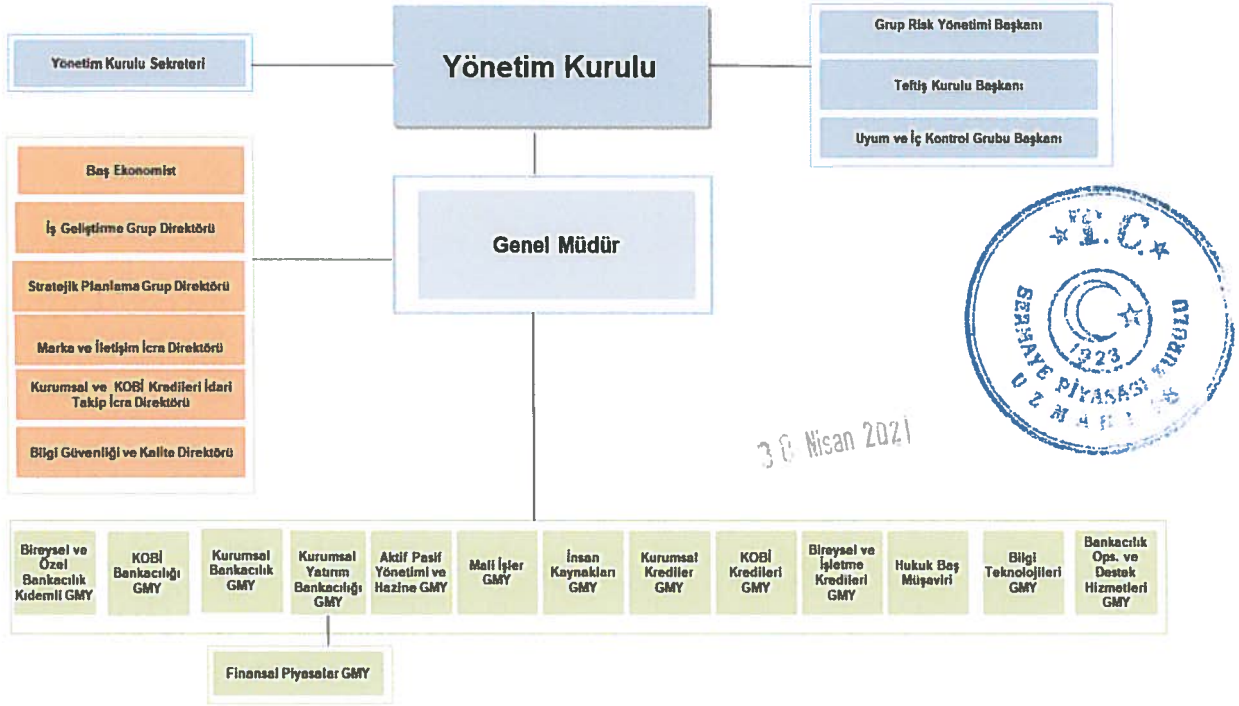 Yönetim Kurulu Sekreteri
Yönetim Kurulu
Grup Risk Yönetimi Başkanı
Teftiş Kurulu Başkanı
Uyum ve İç Kontrol Grubu Başkanı
Baş Ekonomist
İş Geliştirme Grup Direktörü
Stratejik Planlama Grup Direktörü
Marka ve İletişim İcra Direktörü
Kurumsal ve KOBİ Kredileri İdari
Takip İcra Direktörü
Bilgi Güvenliği ve Kalite Direktörü
Genel Müdür
T.C.
SERMAYE PİYASASI KURULU
1923
Nisan 2021
Bireysel ve
Özel
Bankacılık
Kıdemli GMY
KOBİ
Bankacılığı
GMY
Kurumsal
Bankacılık
GMY
Kurumsal
Yatırım
Bankacılığı
GMY
Aktif Pasif
Yönetimi ve
Hazine GMY
Mali İşler
GMY
İnsan
Kaynakları
GMY
Kurumsal
Krediler
GMY
KOBİ
Kredileri
GMY
Bireysel ve
İşletme
Kredileri
GMY
Hukuk Baş
Müşaviri
Bilgi
Teknolojileri
GMY
Bankacılık
Ops. ve
Destek
Hizmetleri
GMY
Finansal Piyasalar GMY